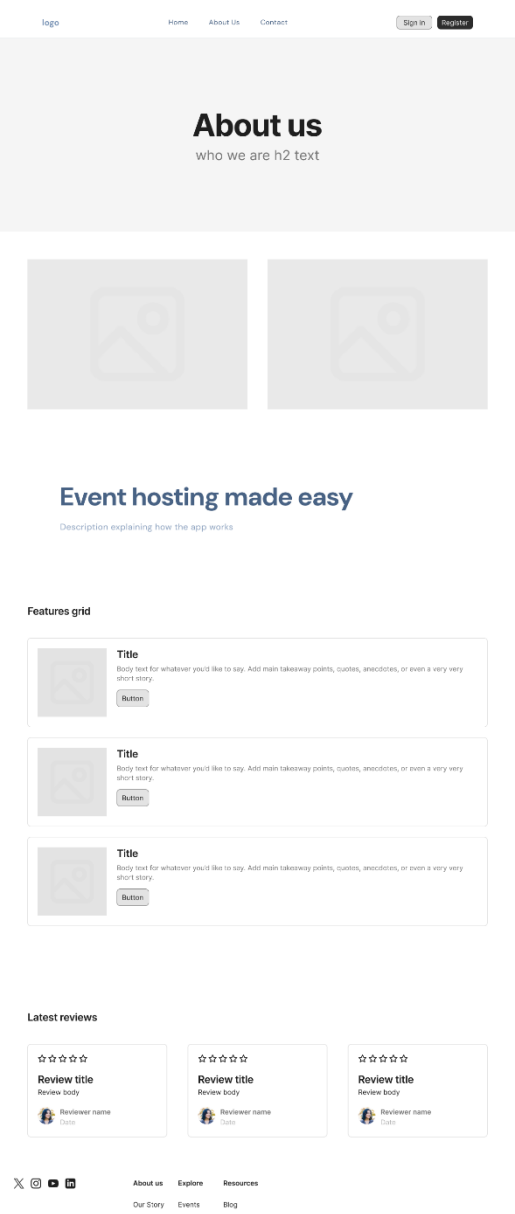 logo Home About Us Contact Sign in Register
About us
who we are h2 text
Event hosting made easy
Description explaining how the app works
Features grid
Title
Body text for whatever you'd like to say. Add main takeaway points, quotes, anecdotes, or even a very very
short story.
Button
Title
Body text for whatever you'd like to say. Add main takeaway points, quotes, anecdotes, or even a very very
short story.
Button
Title
Body text for whatever you'd like to say. Add main takeaway points, quotes, anecdotes, or even a very very
short story.
Button
Latest reviews
Review title
Review body
Reviewer name
Date
Review title
Review body
Reviewer name
Date
Review title
Review body
Reviewer name
Date
About us Explore Resources
Our Story Events Blog